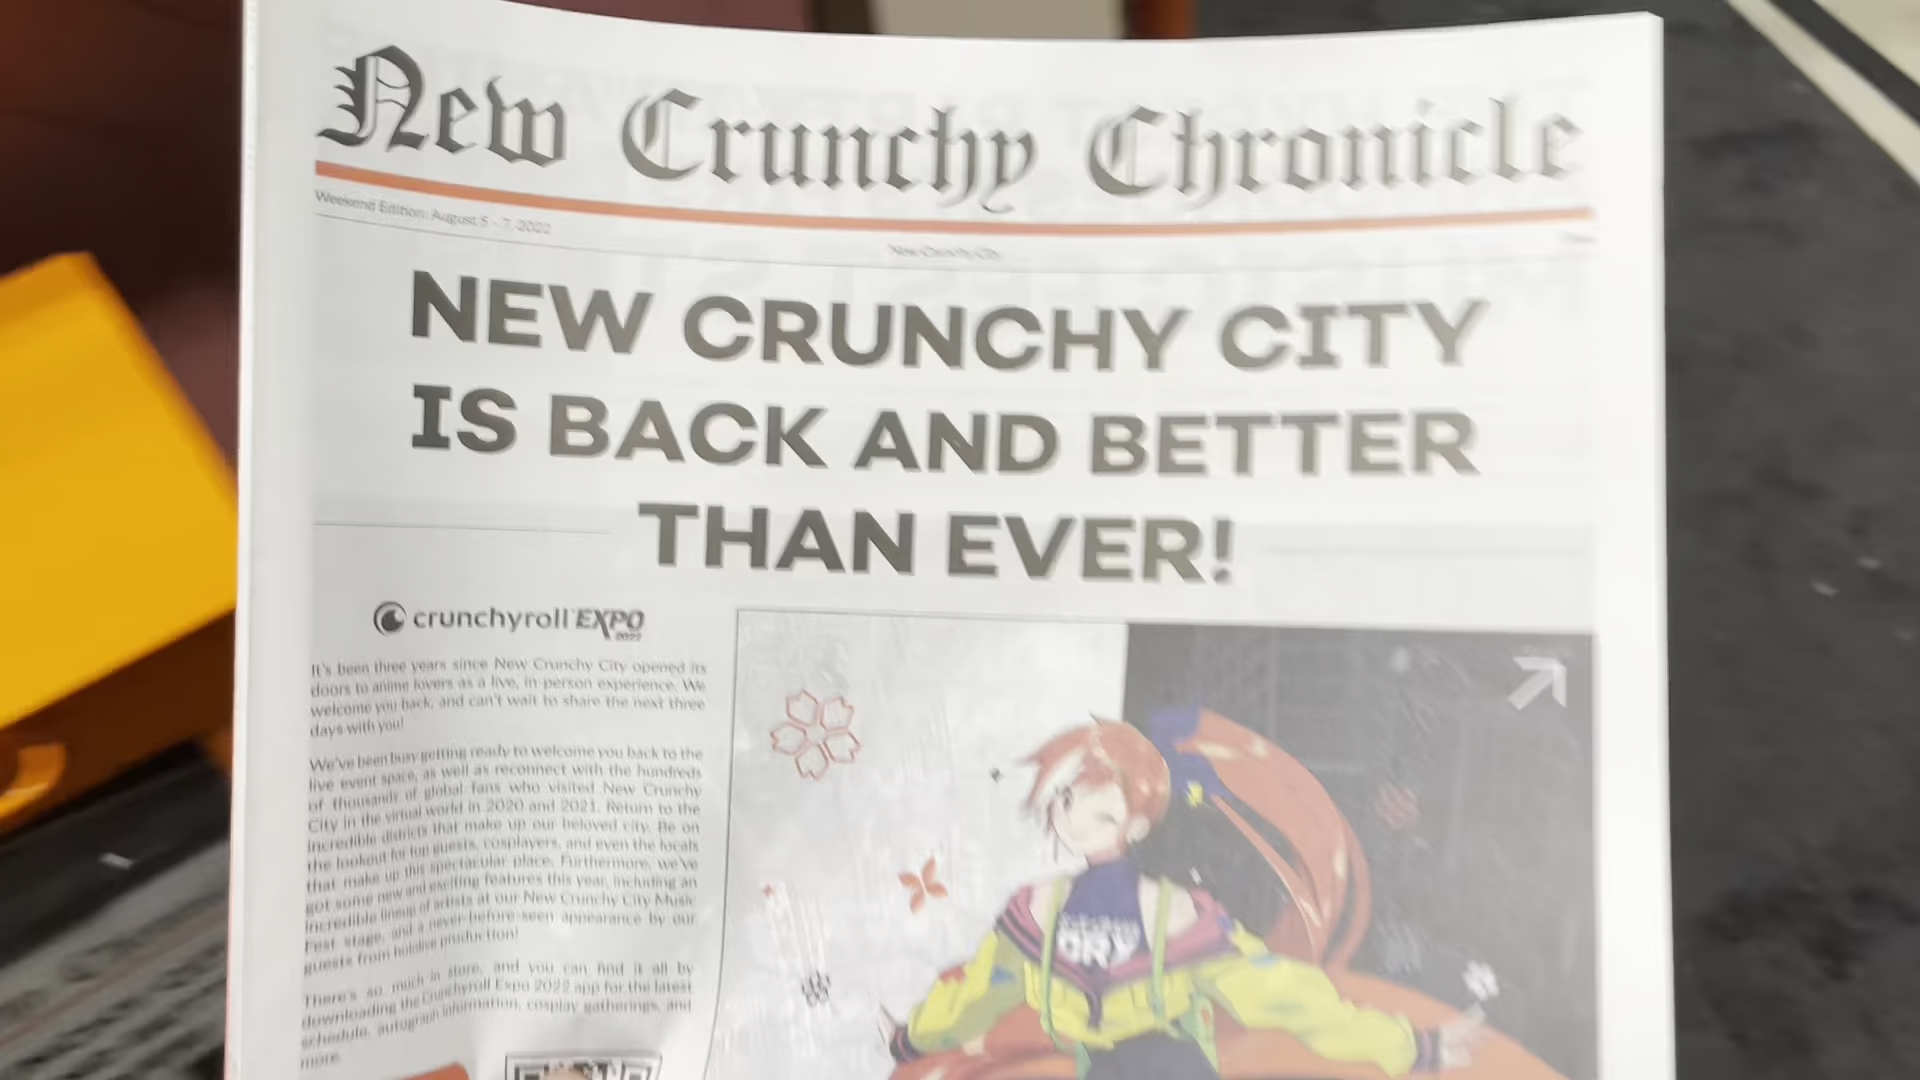 New Crunchy Chronicle
Weekend Edition: August 5 - 7, 2022
New Crunchy City
NEW CRUNCHY CITY
IS BACK AND BETTER
THAN EVER!
crunchyroll EXPO
2022
It's been three years since New Crunchy City opened its
doors to anime lovers as a live, in-person experience. We
welcome you back, and can't wait to share the next three
days with you!
We've been busy getting ready to welcome you back to the
live event space, as well as reconnect with the hundreds
of thousands of global fans who visited New Crunchy
City in the virtual world in 2020 and 2021. Return to the
incredible districts that make up our beloved city. Be on
the lookout for top guests, cosplayers, and even the locals
that make up this spectacular place. Furthermore, we've
got some new and exciting features this year, including an
incredible lineup of artists at our New Crunchy City Music
Fest stage, and a never-before-seen appearance by our
guests from hololive production!
There's so much in store, and you can find it all by
downloading the Crunchyroll Expo 2022 app for the latest
schedule, autograph information, cosplay gatherings, and
more.
ORY